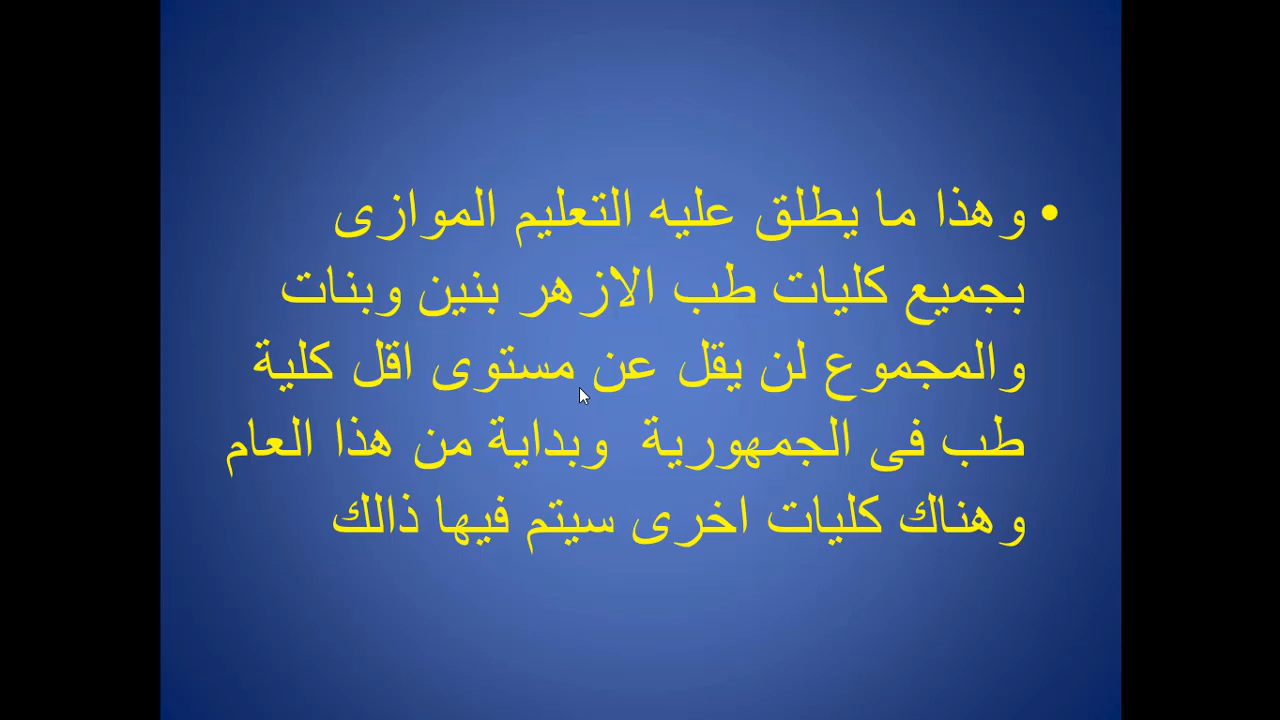 • وهذا ما يطلق عليه التعليم الموازى
بجميع كليات طب الازهر بنين وبنات
والمجموع لن يقل عن مستوى اقل كلية
طب فى الجمهورية وبداية من هذا العام
وهناك كليات اخرى سيتم فيها ذالك